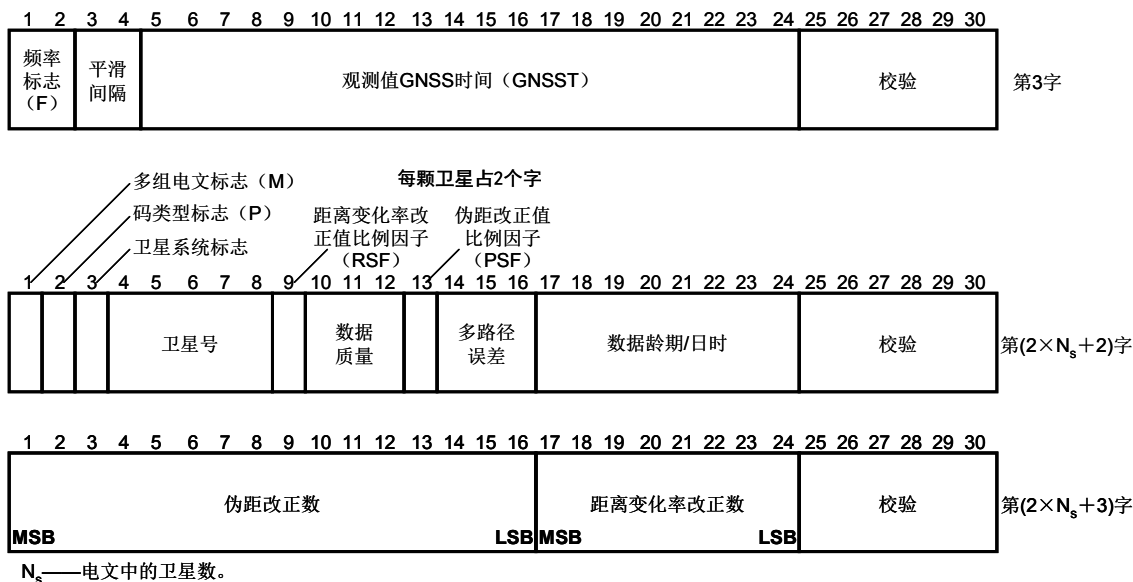 1 2 3 4 5 6 7 8 9 10 11 12 13 14 15 16 17 18 19 20 21 22 23 24 25 26 27 28 29 30
频率
标志
（F）
平滑
间隔
观测值GNSS时间（GNSST）
校验
第3字
多组电文标志（M）
码类型标志（P）
卫星系统标志
每颗卫星占2个字
距离变化率改
正值比例因子
（RSF）
伪距改正值
比例因子
（PSF）
1 2 3 4 5 6 7 8 9 10 11 12 13 14 15 16 17 18 19 20 21 22 23 24 25 26 27 28 29 30
卫星号
数据
质量
多路径
误差
数据龄期/日时
校验
第(2×Ns＋2)字
1 2 3 4 5 6 7 8 9 10 11 12 13 14 15 16 17 18 19 20 21 22 23 24 25 26 27 28 29 30
伪距改正数
距离变化率改正数
校验
第(2×Ns＋3)字
MSB LSB MSB LSB
Ns——电文中的卫星数。